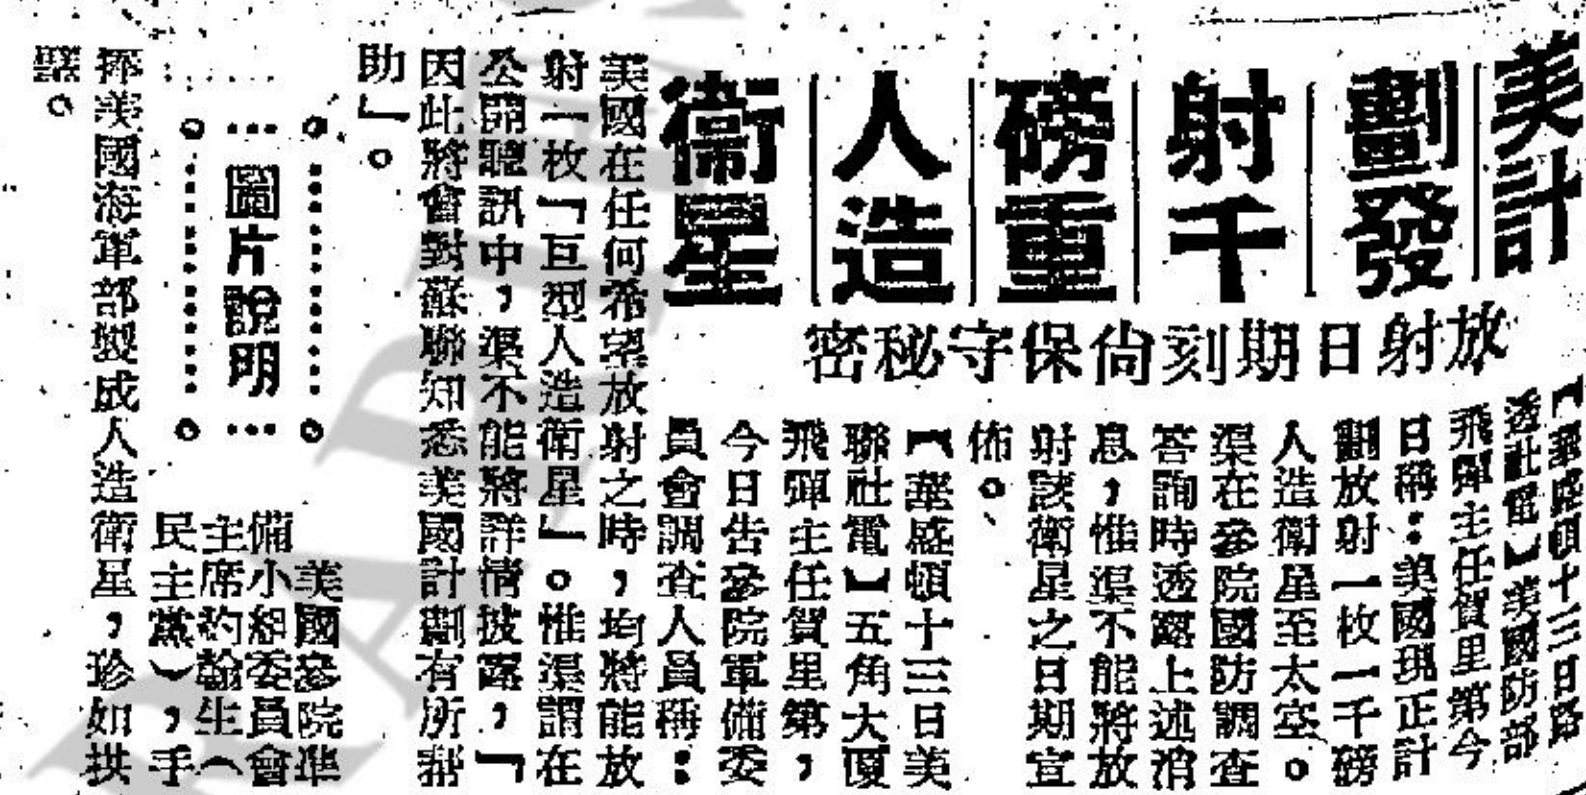 美計
劃發
射千
磅重
人造
衛星
放射日期刻尙保守秘密
【華盛頓十三日路
透社電】美國防部
飛彈主任賀里第今
日稱：美國現正計
劃放射一枚一千磅
人造衛星至太空。
渠在參院國防調查
答詢時透露上述消
息，惟渠不能將放
射該衛星之日期宣
佈。
【華盛頓十三日美
聯社電】五角大廈
飛彈主任賀里第，
今日告參院軍備委
員會調查人員稱：
美國在任何希望放射之時，均將能放
射一枚「巨型人造衛星」。惟渠謂在
公開聽訊中，渠不能將詳情披露，「
因此將會對蘇聯知悉美國計劃有所幫
助」。
圖片說明
美國參院準
備小組委員會
主席約翰生（
民主黨），手
捧美國海軍部製成人造衛星，珍如拱
璧。